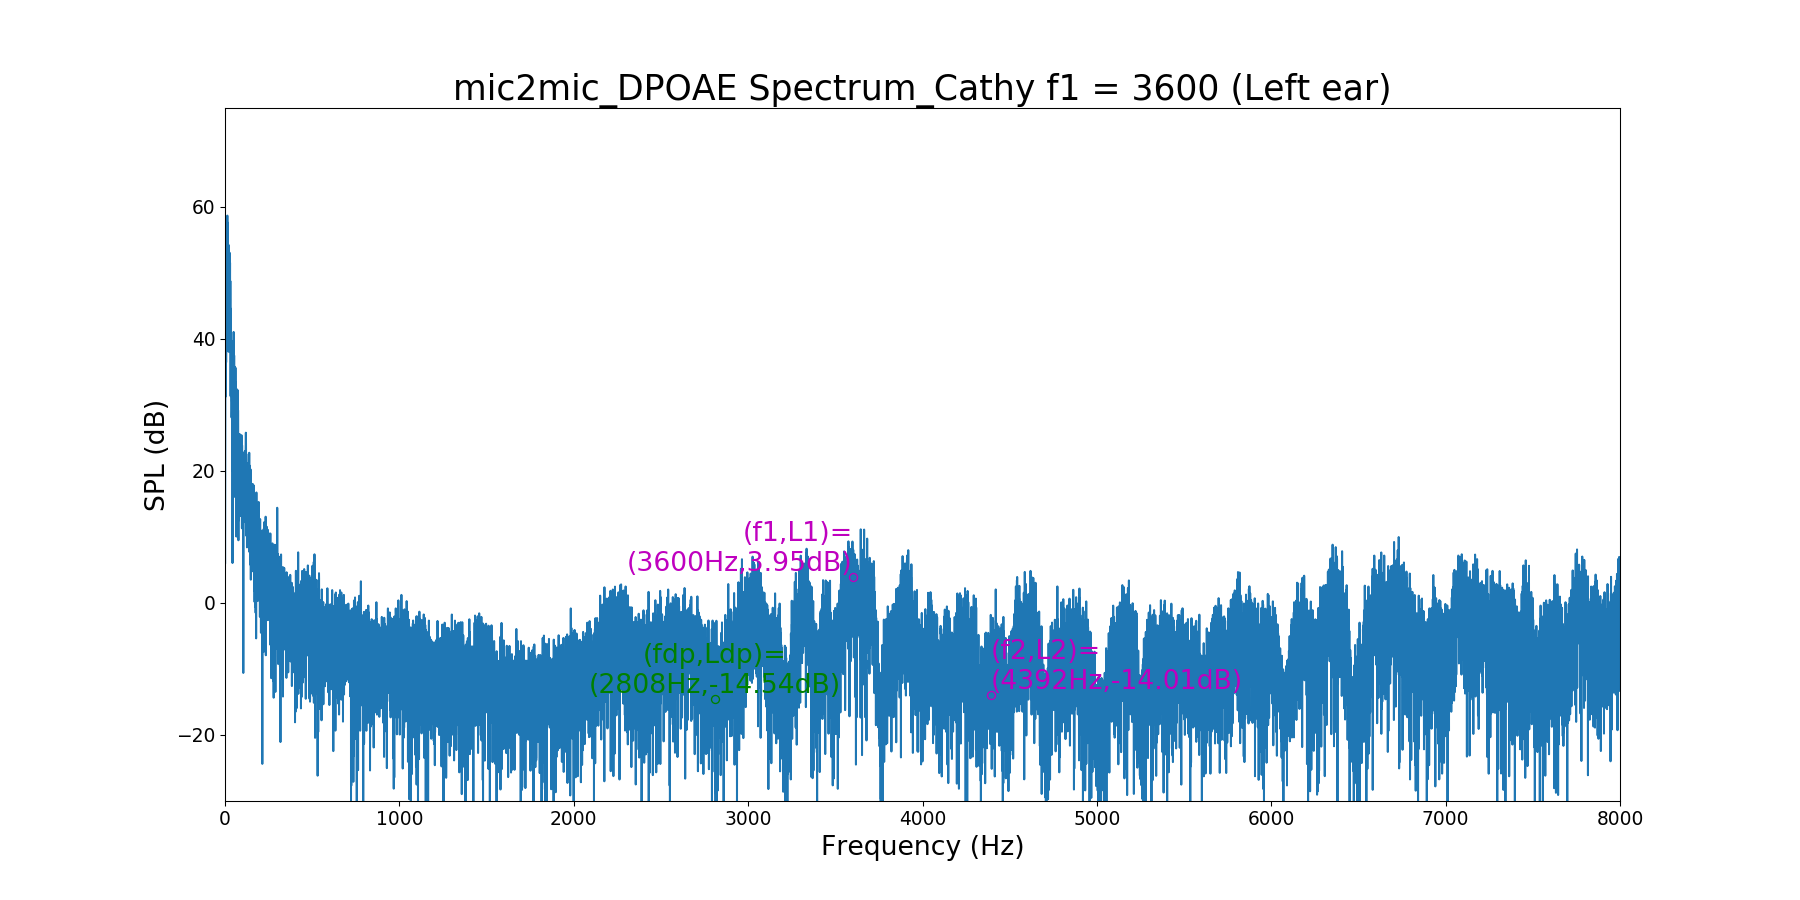 mic2mic_DPOAE Spectrum_Cathy f1 = 3600 (Left ear)
SPL (dB)
60
40
20
0
−20
(f1,L1)=
(3600Hz,3.95dB)
(fdp,Ldp)=
(2808Hz,-14.54dB)
(f2,L2)=
(4392Hz,-14.01dB)
0 1000 2000 3000 4000 5000 6000 7000 8000
Frequency (Hz)